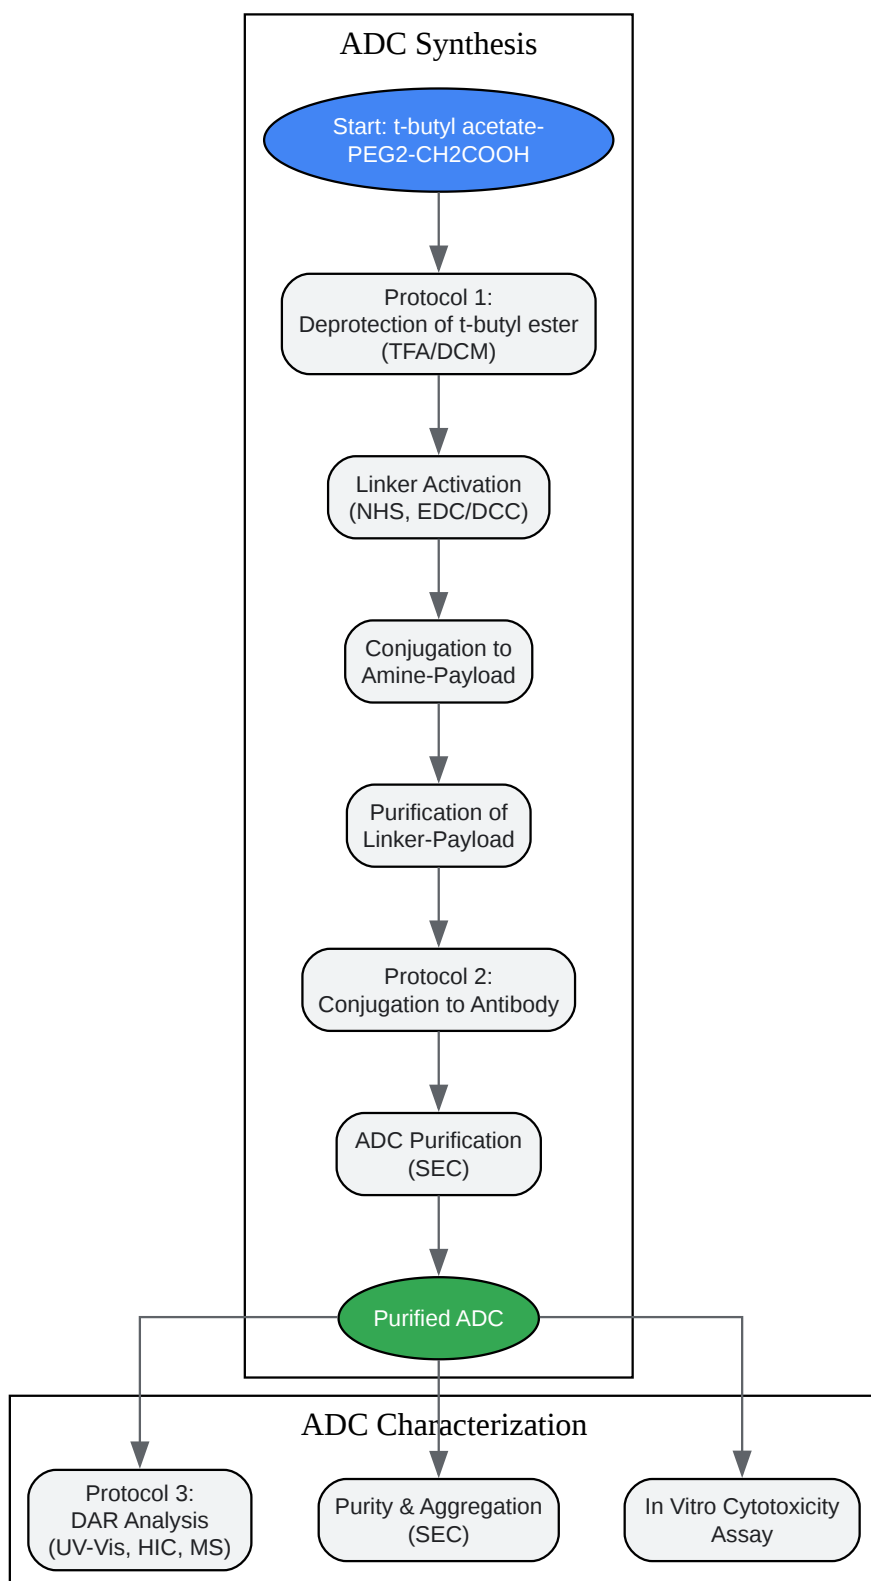 ADC Synthesis
Start: t-butyl acetate-
PEG2-CH2COOH
Protocol 1:
Deprotection of t-butyl ester
(TFA/DCM)
Linker Activation
(NHS, EDC/DCC)
Conjugation to
Amine-Payload
Purification of
Linker-Payload
Protocol 2:
Conjugation to Antibody
ADC Purification
(SEC)
Purified ADC
ADC Characterization
Protocol 3:
DAR Analysis
(UV-Vis, HIC, MS)
Purity & Aggregation
(SEC)
In Vitro Cytotoxicity
Assay